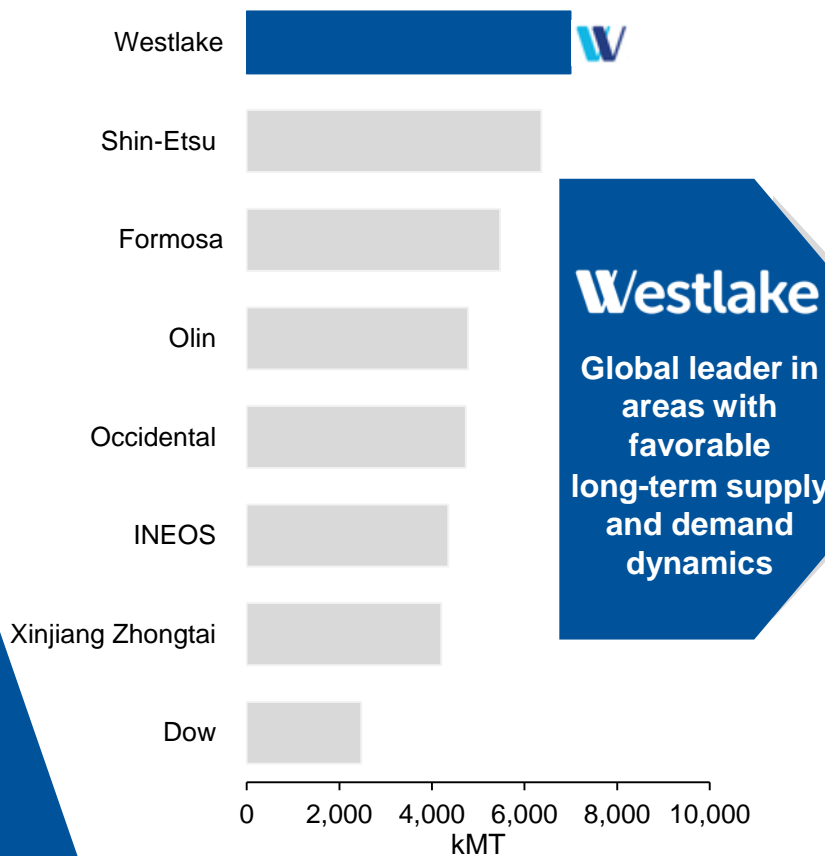 Westlake
Shin-Etsu
Formosa
Olin
Occidental
INEOS
Xinjiang Zhongtai
Dow
0 2,000 4,000 6,000 8,000 10,000
kMT
Westlake
Global leader in
areas with
favorable
long-term supply
and demand
dynamics